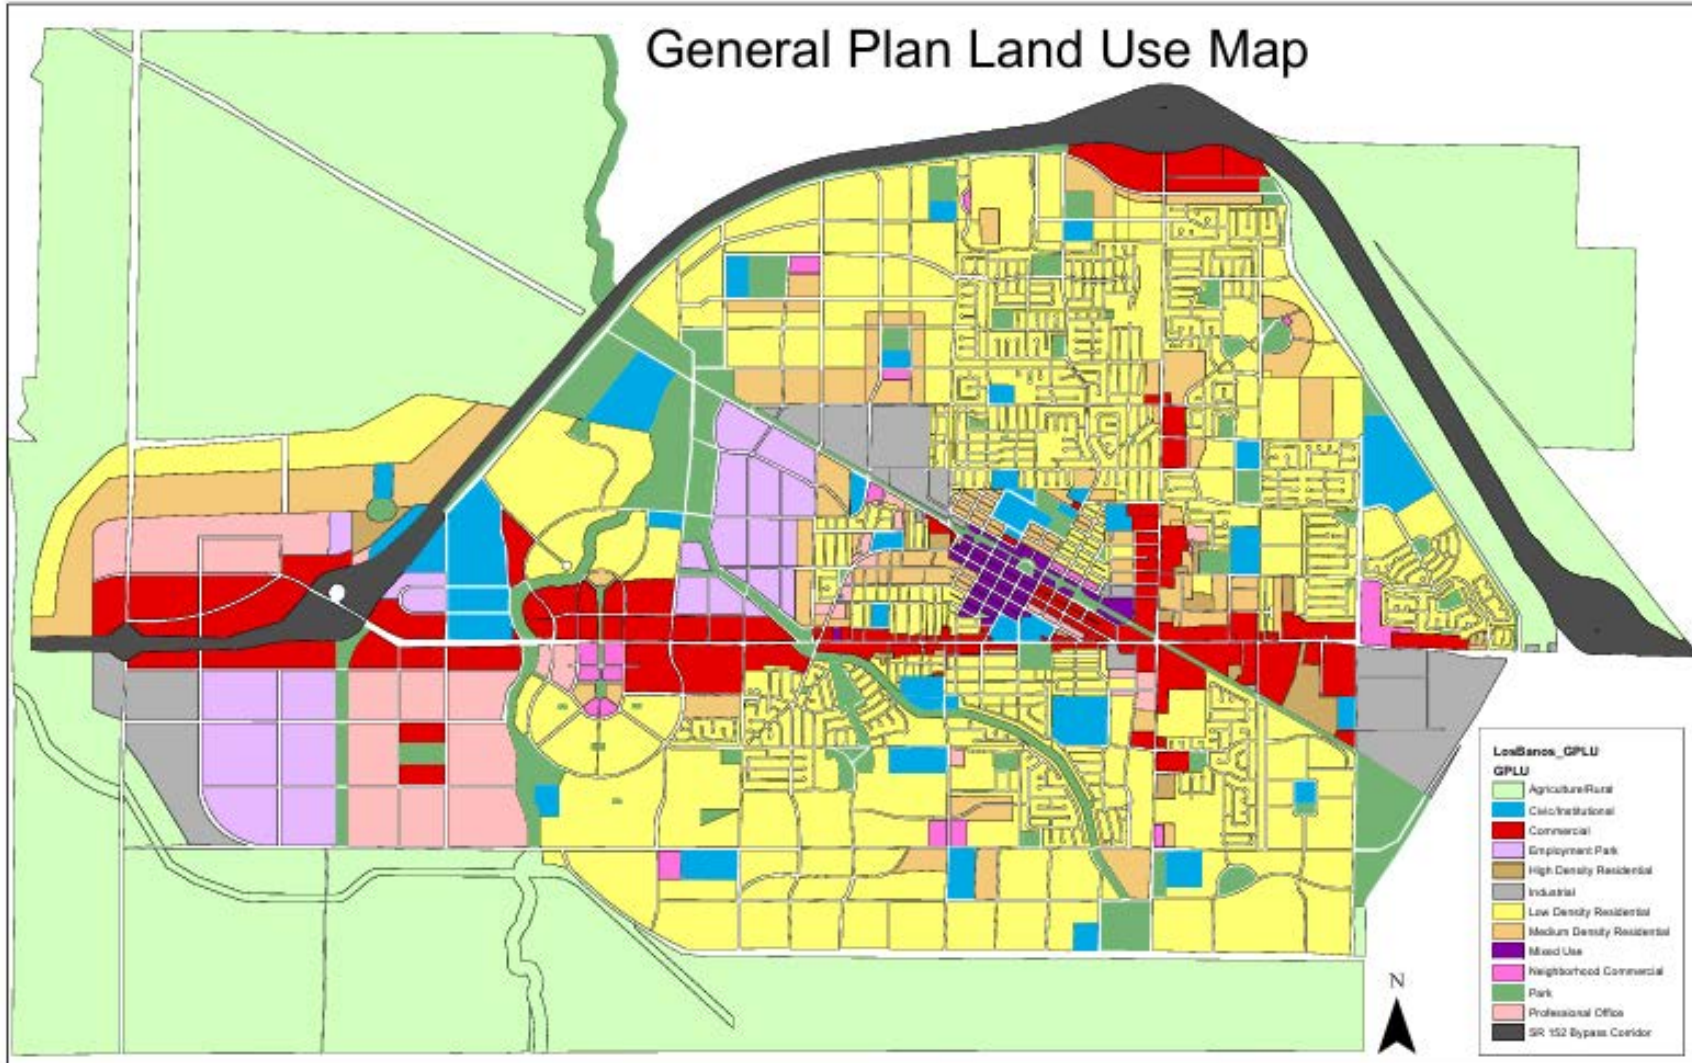 General Plan Land Use Map
LosBanos_GPLU
GPLU
Agriculture/Rural
Civic/Institutional
Commercial
Employment Park
High Density Residential
Industrial
Low Density Residential
Medium Density Residential
Mixed Use
Neighborhood Commercial
Park
Professional Office
SR 152 Bypass Corridor
N